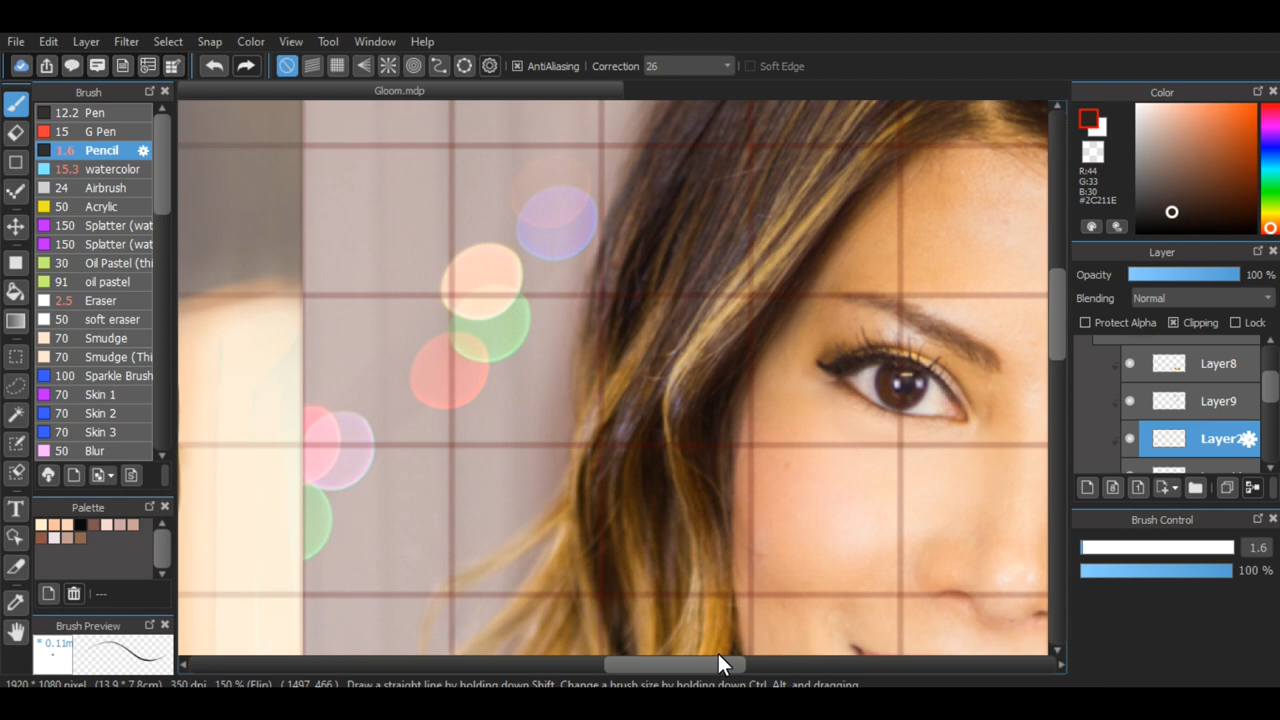 File Edit Layer Filter Select Snap Color View Tool Window Help
AntiAliasing Correction 26 Soft Edge
Brush
Gloom.mdp
Color
12.2 Pen
15 G Pen
1.6 Pencil
15.3 watercolor
24 Airbrush
50 Acrylic
150 Splatter (wat
150 Splatter (wat
30 Oil Pastel (thi
91 oil pastel
2.5 Eraser
50 soft eraser
70 Smudge
70 Smudge (Thi
100 Sparkle Brush
70 Skin 1
70 Skin 2
70 Skin 3
50 Blur
R:44
G:33
B:30
#2C211E
Layer
Opacity 100 %
Blending Normal
Protect Alpha Clipping Lock
Layer8
Layer9
Palette
---
Brush Control
1.6
100 %
Brush Preview
T
1920 * 1080 pixel (13.9 * 7.8cm) 350 dpi 150 % (Flip) ( 1497, 466 ) Draw a straight line by holding down Shift, Change a brush size by holding down Ctrl, Alt, and dragging